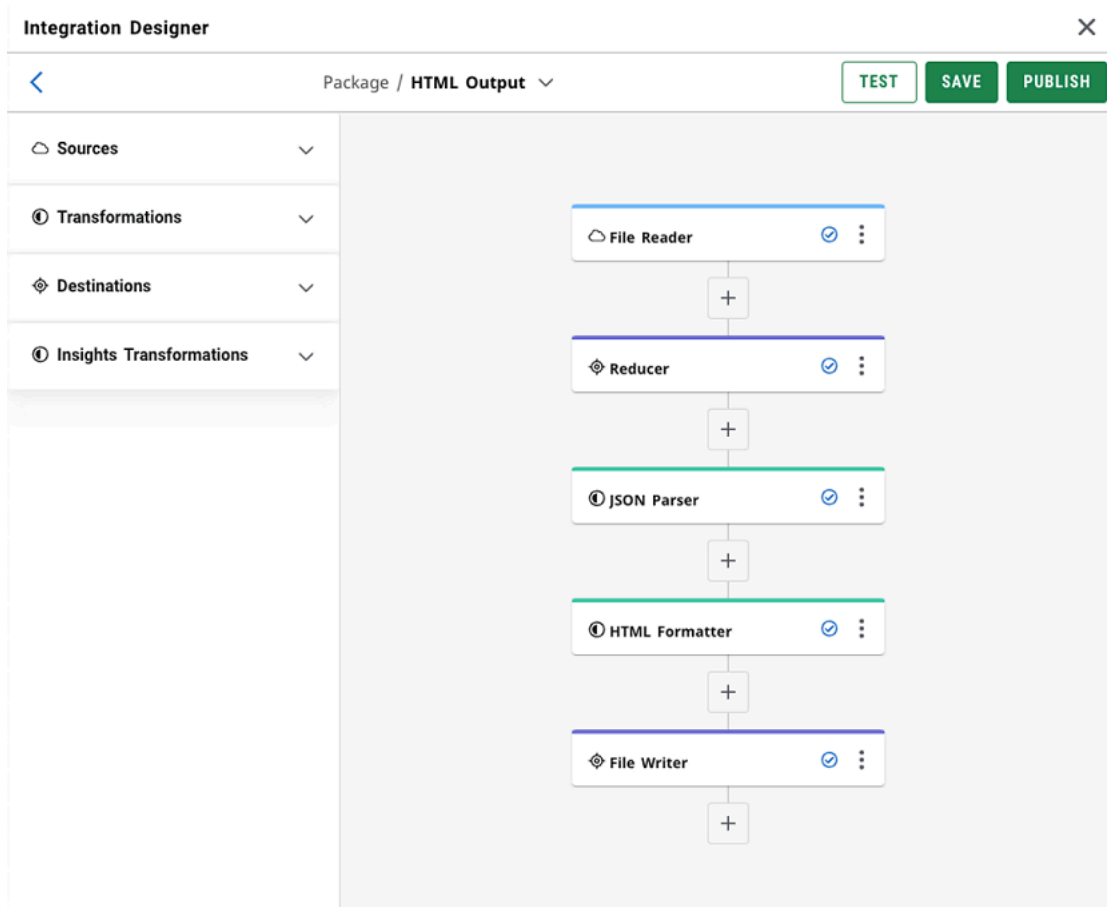 Integration Designer
Package / HTML Output
TEST
SAVE
PUBLISH
Sources
Transformations
Destinations
Insights Transformations
File Reader
Reducer
JSON Parser
HTML Formatter
File Writer